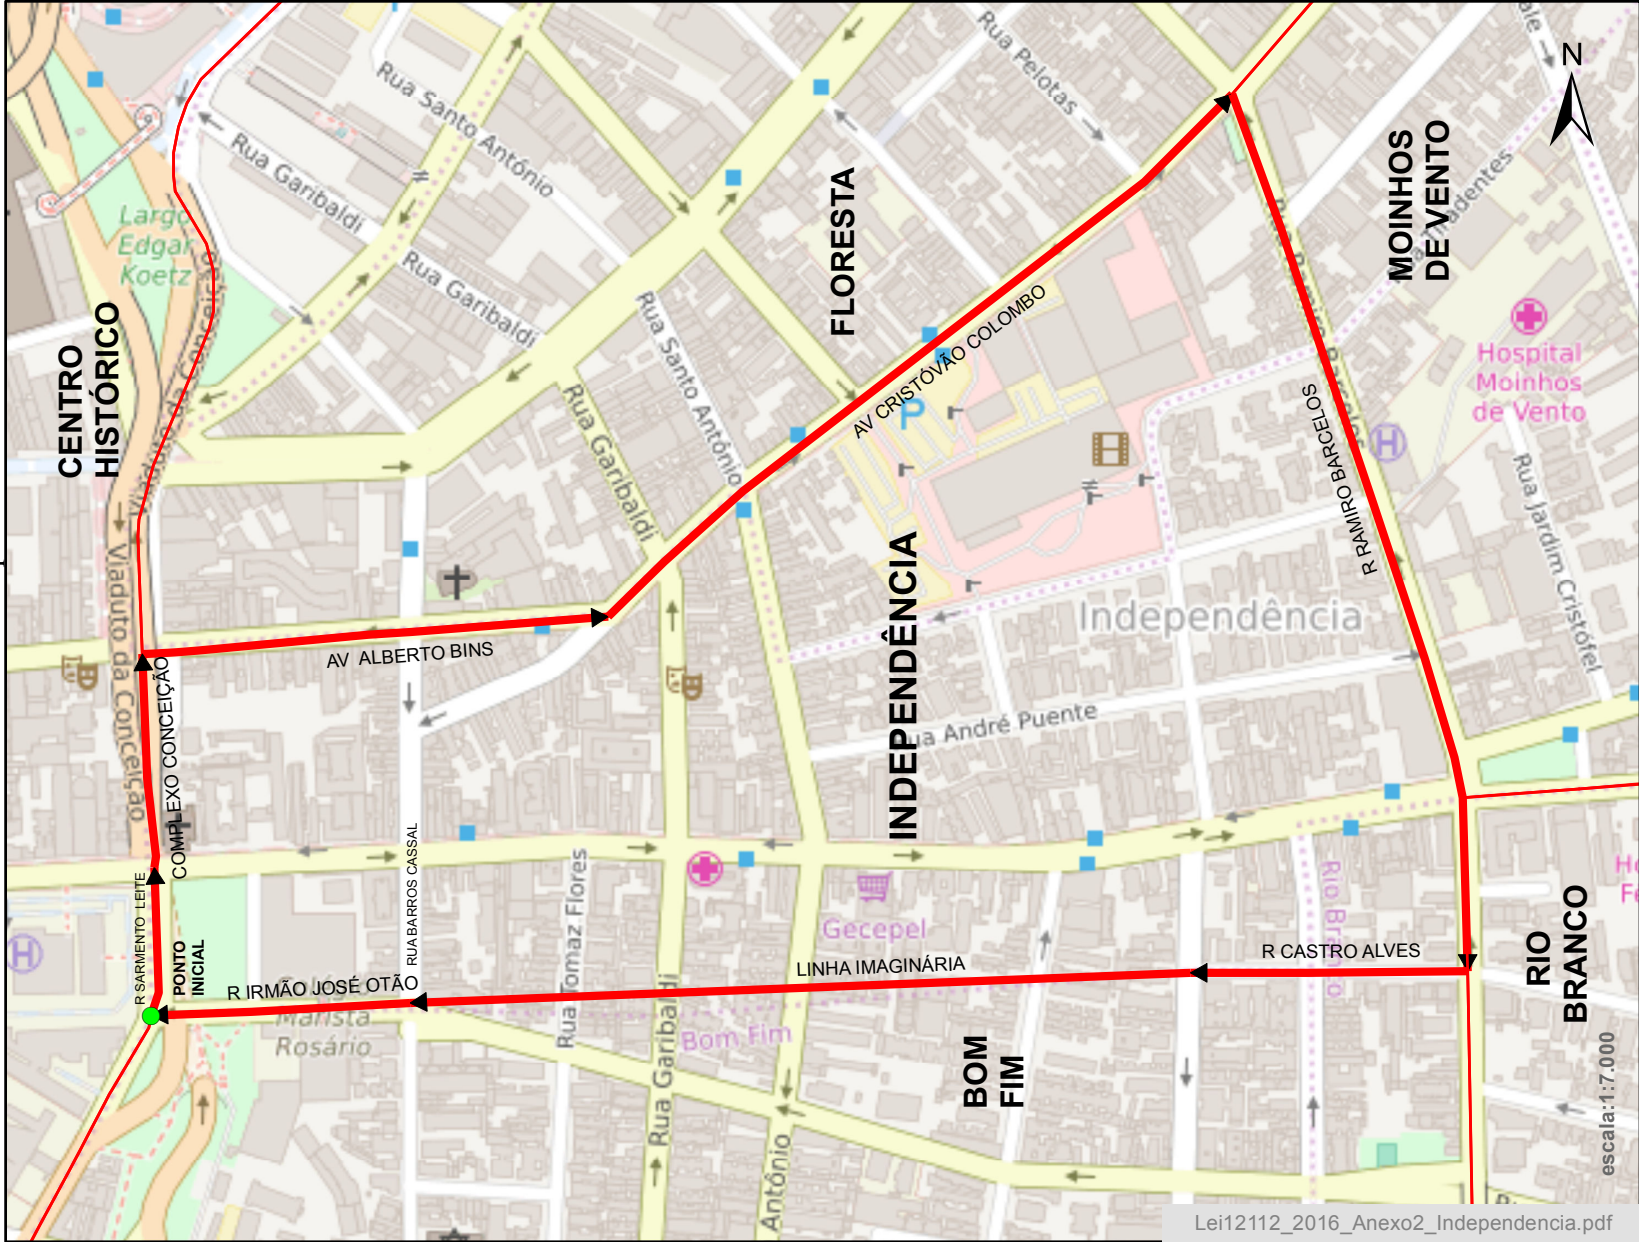 Rua Pelotas
N
Rua Santo António
Rua Garibaldi
MOINHOS
DE VENTO
FLORESTA
Largo
Edgar
Koetz
Rua Garibaldi
CENTRO
HISTÓRICO
Rua Santo Antônio
AV CRISTÓVÃO COLOMBO
P
Hospital
Moinhos
de Vento
H
Rua Garibaldi
R RAMIRO BARCELOS
Rua Jardim Cristófel
Viaduto da Conceição
INDEPENDÊNCIA
Independência
AV ALBERTO BINS
COMPLEXO CONCEIÇÃO
Rua André Puente
R SARMENTO LEITE
RUA BARROS CASSAL
Rua Tomaz Flores
Gecepel
Rio Branco
RIO
BRANCO
H
PONTO
INICIAL
R IRMÃO JOSÉ OTÃO
LINHA IMAGINÁRIA
R CASTRO ALVES
Marista
Rosário
Rua Garibaldi
Bom Fim
BOM
FIM
Antônio
escala:1:7.000
Lei12112_2016_Anexo2_Independencia.pdf